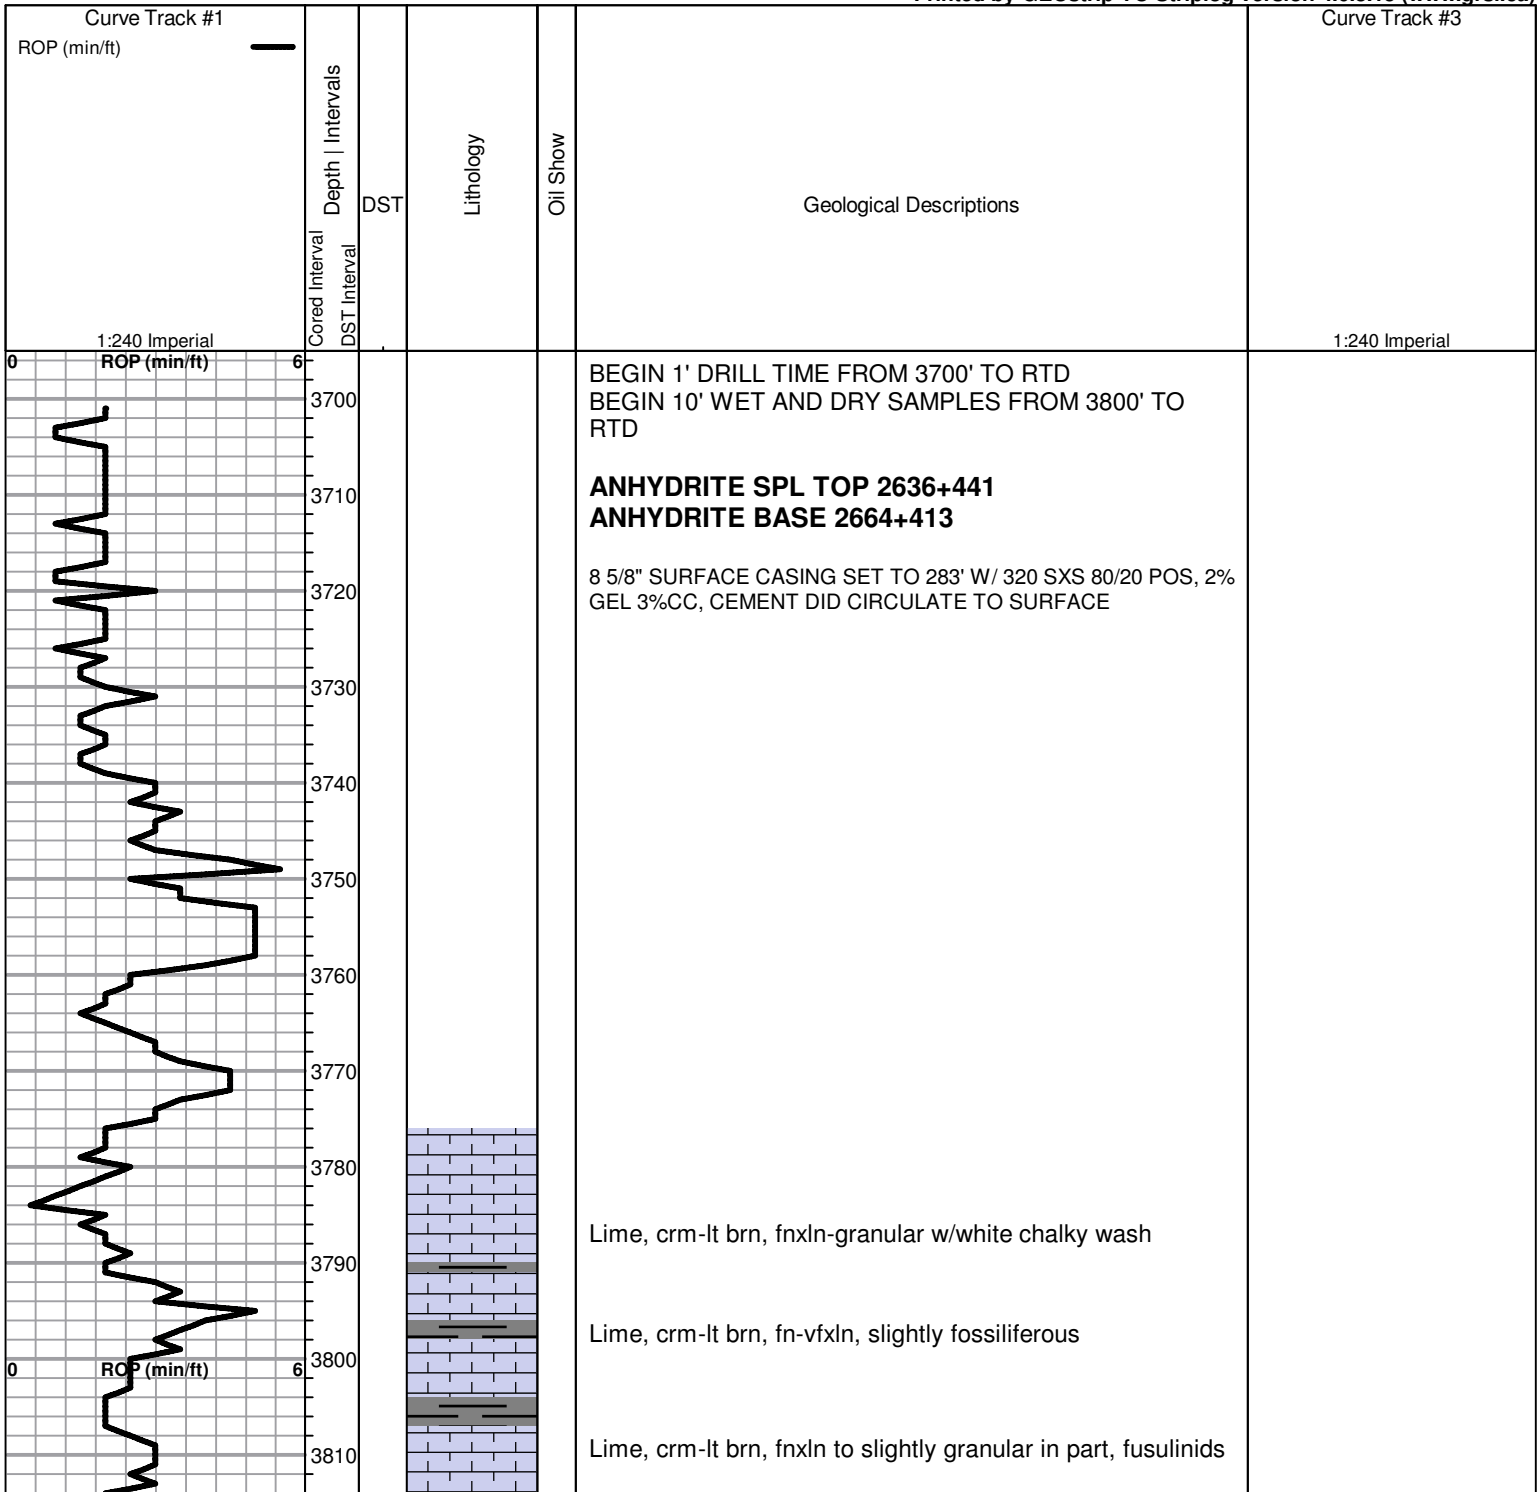 Curve Track #1
ROP (min/ft)
1:240 Imperial
Depth | Intervals
Cored Interval
DST Interval
DST
Lithology
Oil Show
Geological Descriptions
Curve Track #3
1:240 Imperial
0 ROP (min/ft) 6
3700
3710
3720
3730
3740
3750
3760
3770
3780
3790
3800
0 ROP (min/ft) 6
3810
BEGIN 1' DRILL TIME FROM 3700' TO RTD
BEGIN 10' WET AND DRY SAMPLES FROM 3800' TO
RTD
ANHYDRITE SPL TOP 2636+441
ANHYDRITE BASE 2664+413
8 5/8" SURFACE CASING SET TO 283' W/ 320 SXS 80/20 POS, 2%
GEL 3%CC, CEMENT DID CIRCULATE TO SURFACE
Lime, crm-lt brn, fnxln-granular w/white chalky wash
Lime, crm-lt brn, fn-vfxln, slightly fossiliferous
Lime, crm-lt brn, fnxln to slightly granular in part, fusulinids